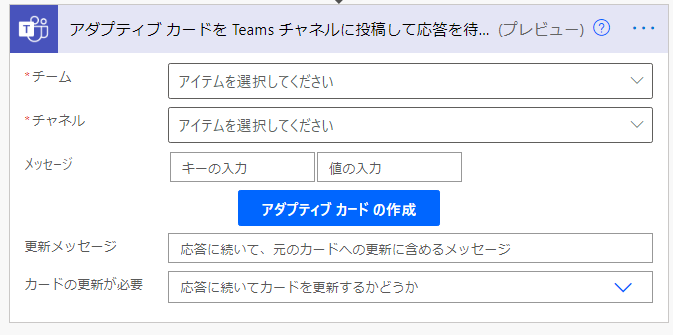 アダプティブ カードを Teams チャネルに投稿して応答を待... (プレビュー)
*チーム アイテムを選択してください
*チャネル アイテムを選択してください
メッセージ キーの入力 値の入力
アダプティブ カード の作成
更新メッセージ 応答に続いて、元のカードへの更新に含めるメッセージ
カードの更新が必要 応答に続いてカードを更新するかどうか